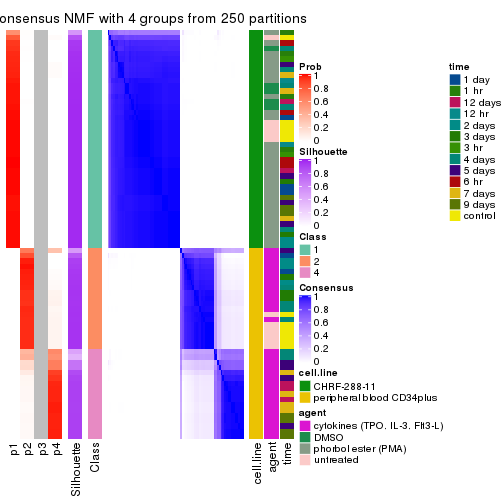 onsensus NMF with 4 groups from 250 partitions
Prob
1
0.8
0.6
0.4
0.2
0
Silhouette
1
0.8
0.6
0.4
0.2
0
Class
1
2
4
Consensus
1
0.8
0.6
0.4
0.2
0
cell.line
CHRF-288-11
peripheral blood CD34plus
agent
cytokines (TPO, IL-3, Flt3-L)
DMSO
phorbol ester (PMA)
untreated
time
1 day
1 hr
12 days
12 hr
2 days
3 days
3 hr
4 days
5 days
6 hr
7 days
9 days
control
p1
p2
p3
p4
Silhouette
Class
cell.line
agent
time